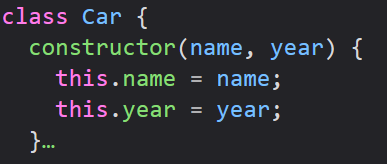 class Car {
  constructor(name, year) {
    this.name = name;
    this.year = year;
  }…